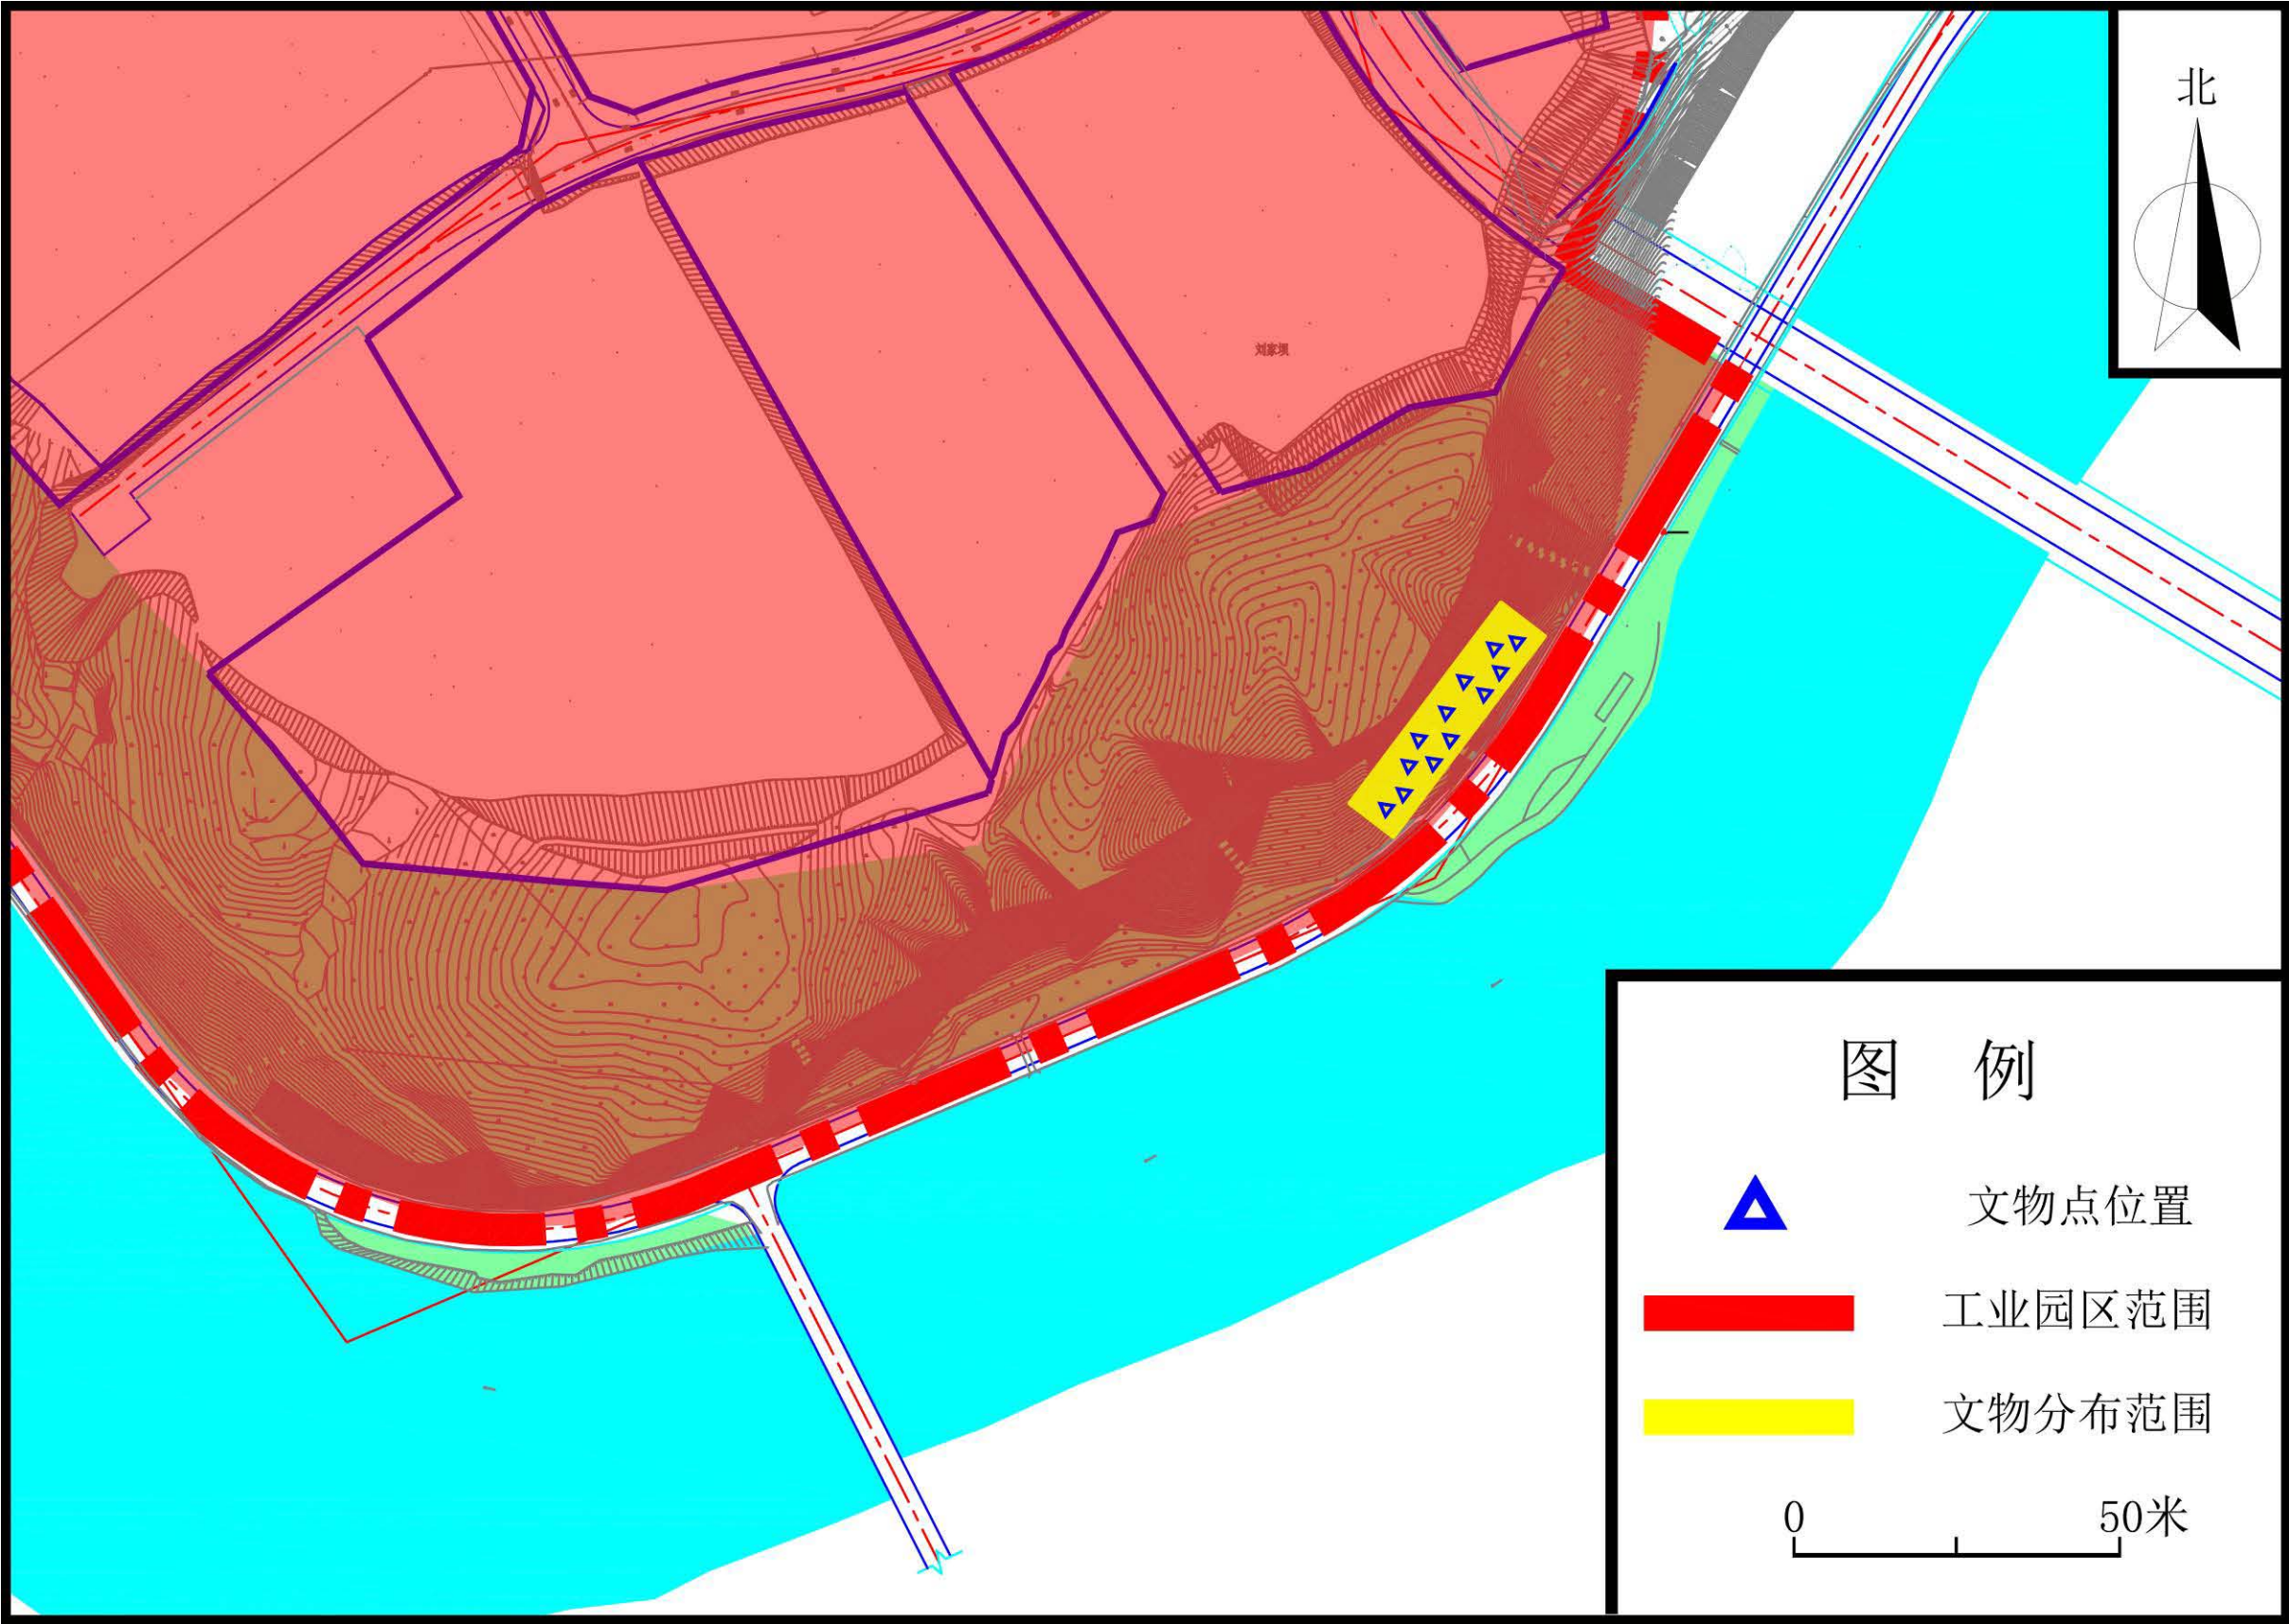 北
刘家坝
图 例
文物点位置
工业园区范围
文物分布范围
0 50米